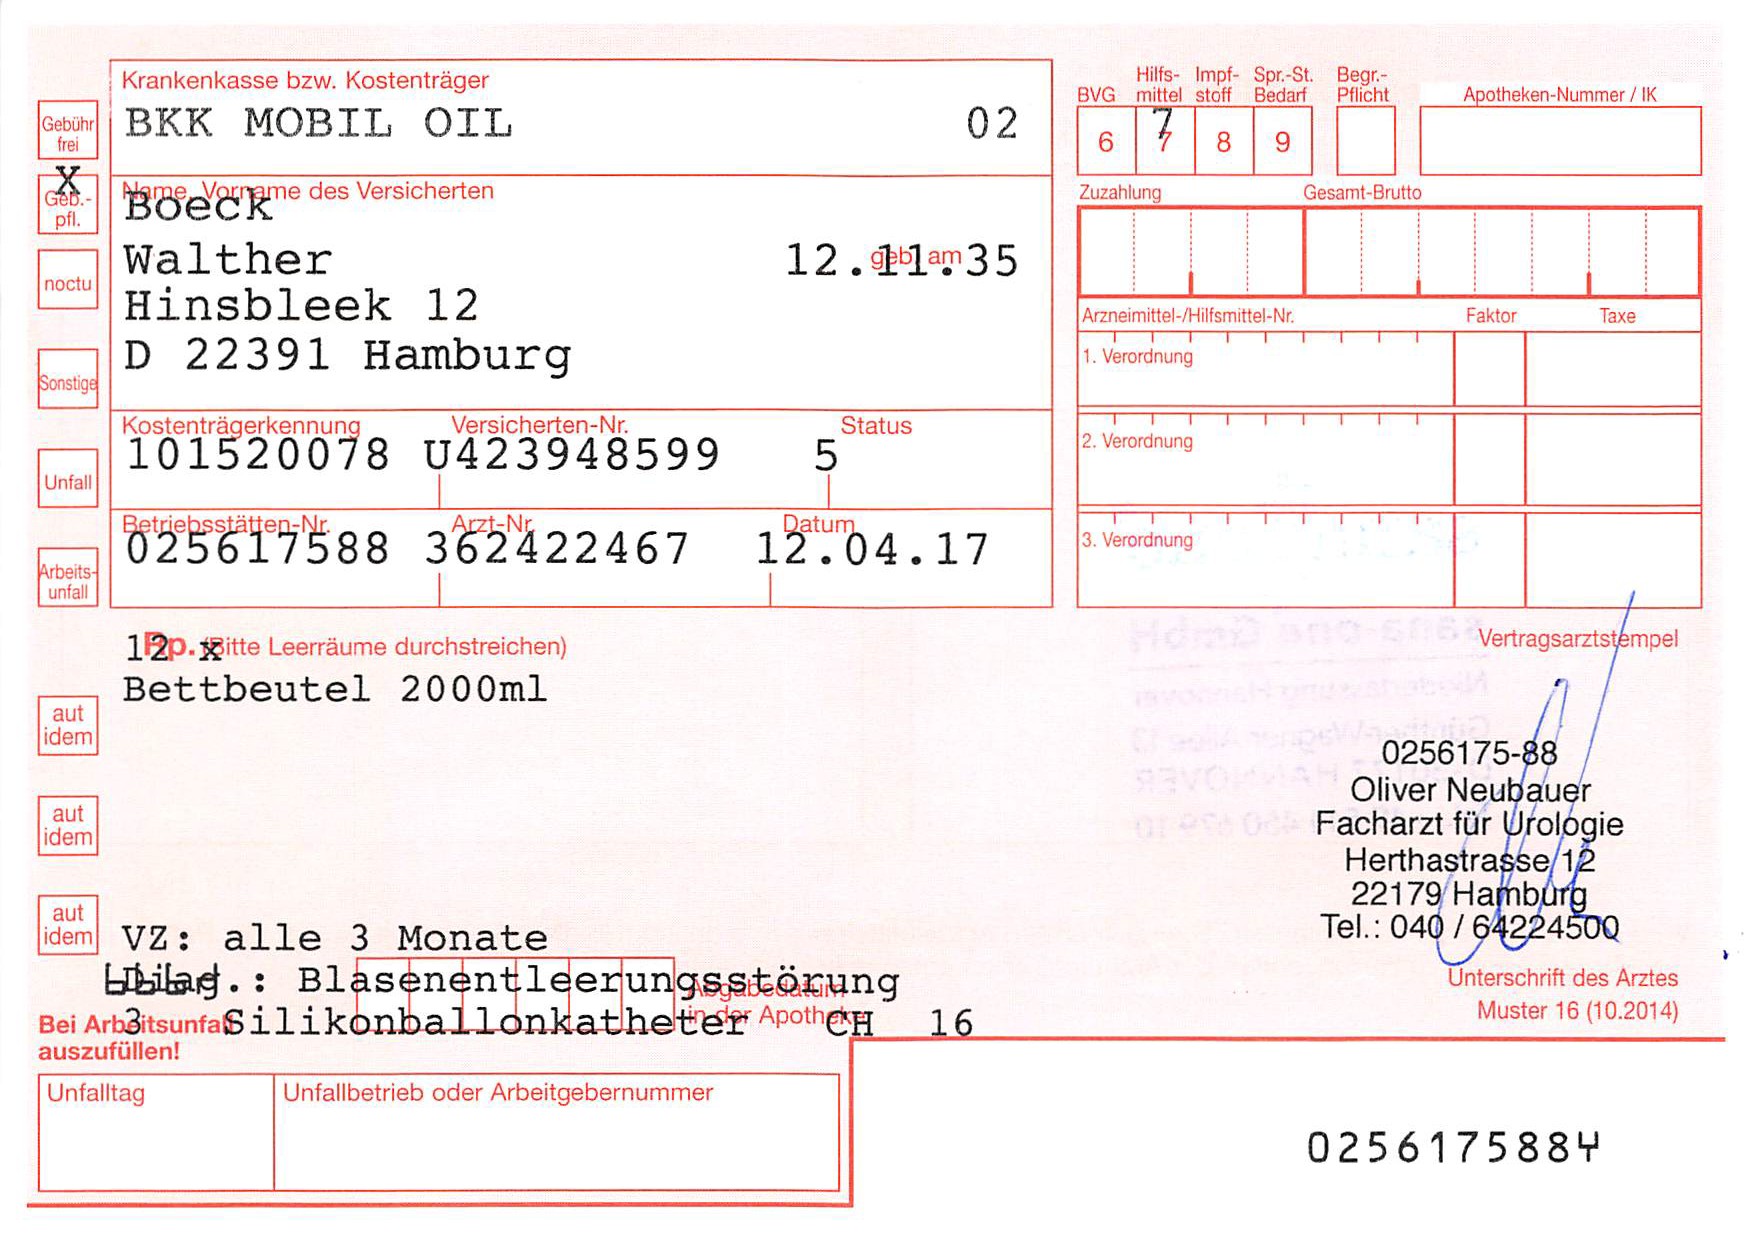 Krankenkasse bzw. Kostenträger
BKK MOBIL OIL 02
Gebühr frei
X
Geb.-pfl.
noctu
Sonstige
Unfall
Arbeits-unfall
Name, Vorname des Versicherten
Boeck
Walther geb. am 12.11.35
Hinsbleek 12
D 22391 Hamburg
Kostenträgerkennung Versicherten-Nr. Status
101520078 U423948599 5
Betriebsstätten-Nr. Arzt-Nr. Datum
025617588 362422467 12.04.17
BVG Hilfs-mittel Impf-stoff Spr.-St. Bedarf Begr.-Pflicht Apotheken-Nummer / IK
7
6 7 8 9
Zuzahlung Gesamt-Brutto
Arzneimittel-/Hilfsmittel-Nr. Faktor Taxe
1. Verordnung
2. Verordnung
3. Verordnung
Rp. (Bitte Leerräume durchstreichen)
12 x
Bettbeutel 2000ml
aut idem
aut idem
aut idem
VZ: alle 3 Monate
Blasenentleerungsstörung
3 Silikonballonkatheter CH 16
Abgabedatum
in der Apotheke
Vertragsarztstempel
0256175-88
Oliver Neubauer
Facharzt für Urologie
Herthastrasse 12
22179 Hamburg
Tel.: 040 / 64224500
Unterschrift des Arztes
Muster 16 (10.2014)
Bei Arbeitsunfall
auszufüllen!
Unfalltag Unfallbetrieb oder Arbeitgebernummer
025617588Y